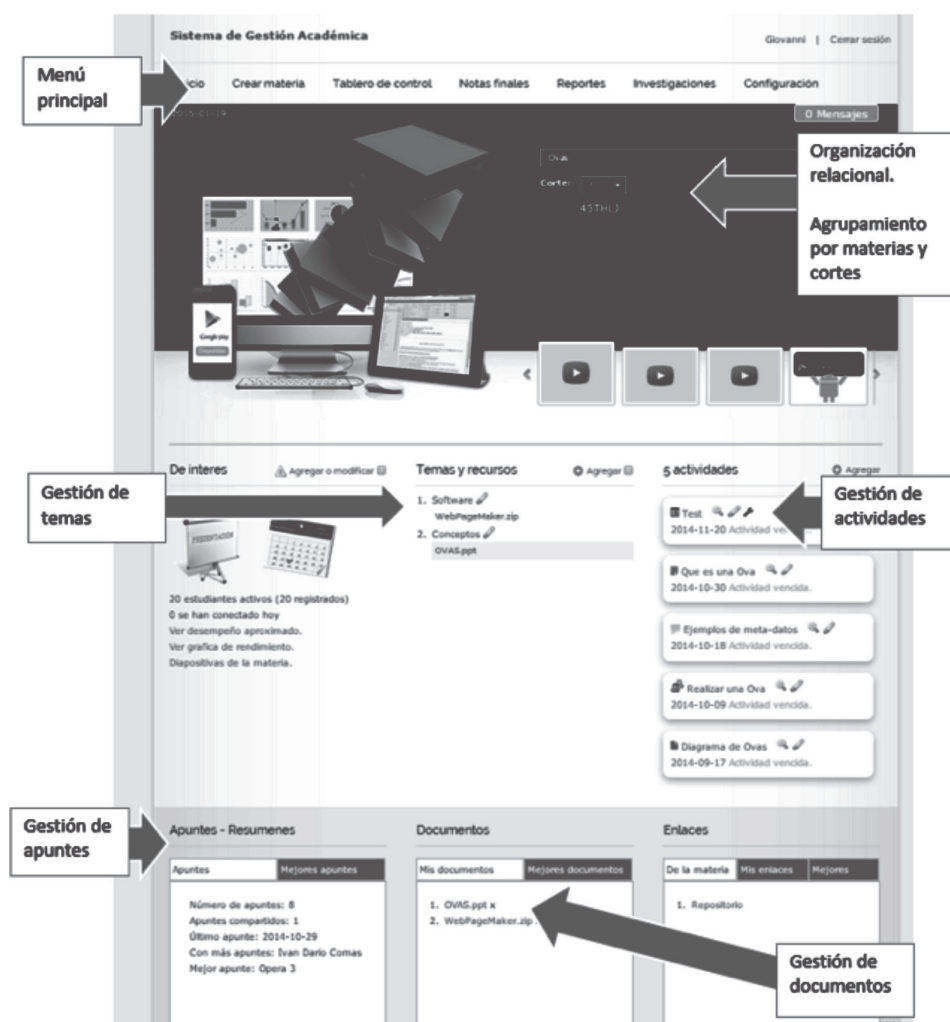 Sistema de Gestión Académica
Giovanni | Cerrar sesión
Menú
principal
Inicio Crear materia Tablero de control Notas finales Reportes Investigaciones Configuración
2015-01-19
0 Mensajes
Ovas
Corte:
Organización
relacional.
Agrupamiento
por materias y
cortes
Google play
Disponible
De interes
Agregar o modificar
Temas y recursos
Agregar
5 actividades
Agregar
Gestión de
temas
1. Software
WebPageMaker.zip
2. Conceptos
OVAS.ppt
PRESENTACIÓN
20 estudiantes activos (20 registrados)
0 se han conectado hoy
Ver desempeño aproximado.
Ver grafica de rendimiento.
Diapositivas de la materia.
Test
2014-11-20 Actividad
Gestión de
actividades
Que es una Ova
2014-10-30 Actividad vencida.
Ejemplos de meta-datos
2014-10-18 Actividad vencida.
Realizar una Ova
2014-10-09 Actividad vencida.
Diagrama de Ovas
2014-09-17 Actividad vencida.
Gestión de
apuntes
Apuntes - Resumenes
Apuntes Mejores apuntes
Número de apuntes: 8
Apuntes compartidos: 1
Último apunte: 2014-10-29
Con más apuntes: Ivan Dario Comas
Mejor apunte: Opera 3
Documentos
Mis documentos Mejores documentos
1. OVAS.ppt x
2. WebPageMaker.zip
Enlaces
De la materia Mis enlaces Mejores
1. Repositorio
Gestión de
documentos